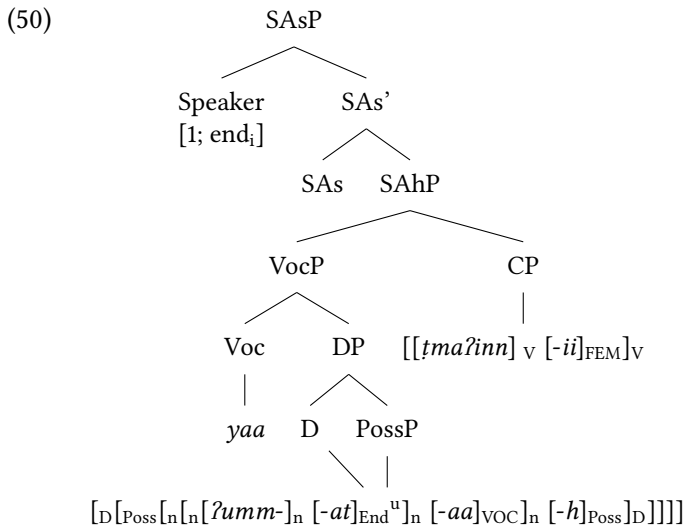 (50)
SAsP
Speaker SAs’
[1; endᵢ]
SAs SAhP
VocP CP
Voc DP [[ṭmaʔinn] V [-ii]FEM]V
yaa D PossP
[D[Poss[n[n[ʔumm-]n [-at]Endᵘ]n [-aa]VOC]n [-h]Poss]D]]]]